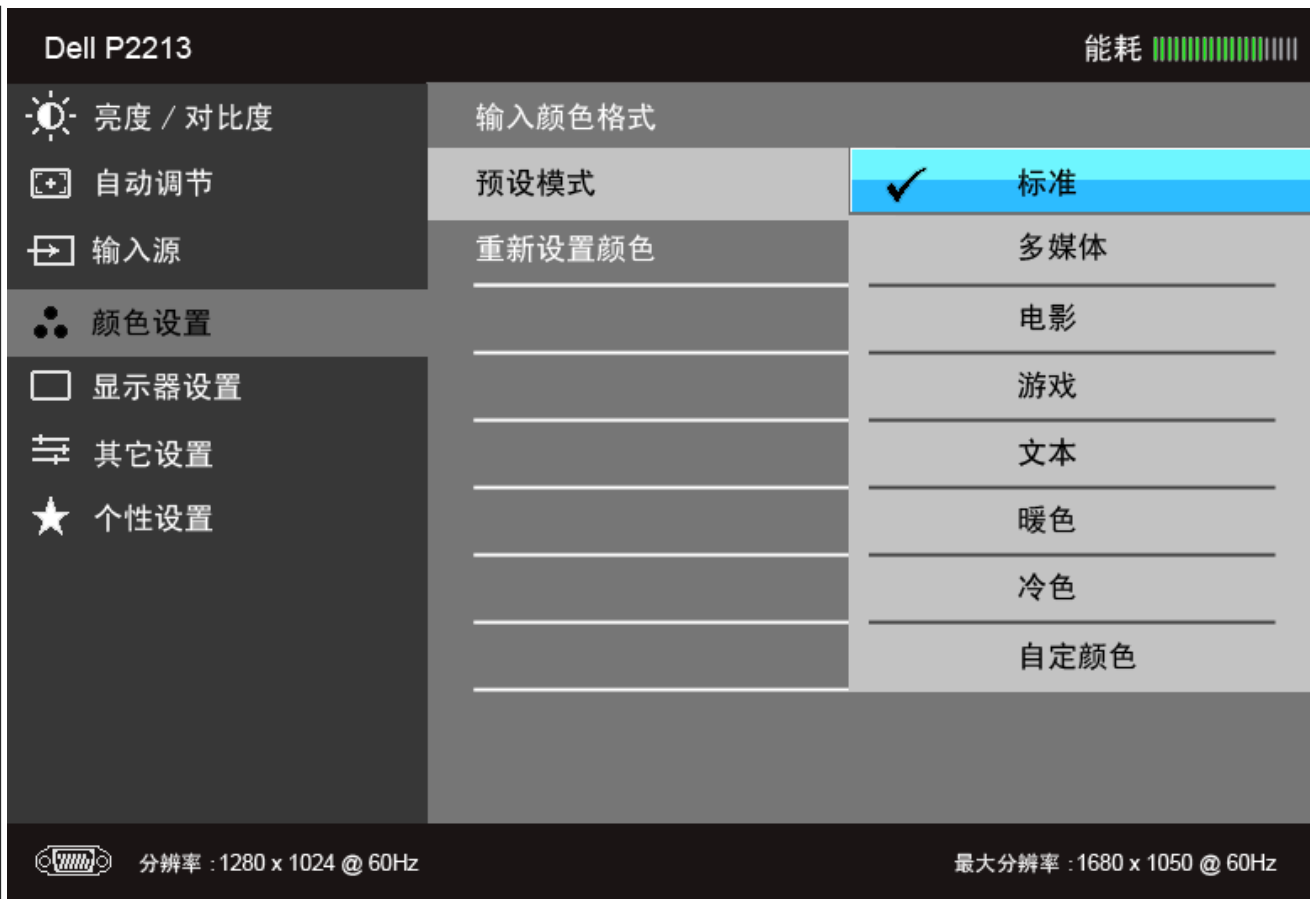 Dell P2213
能耗
亮度 / 对比度
自动调节
输入源
颜色设置
显示器设置
其它设置
个性设置
输入颜色格式
预设模式
重新设置颜色
标准
多媒体
电影
游戏
文本
暖色
冷色
自定颜色
分辨率 : 1280 x 1024 @ 60Hz
最大分辨率 : 1680 x 1050 @ 60Hz